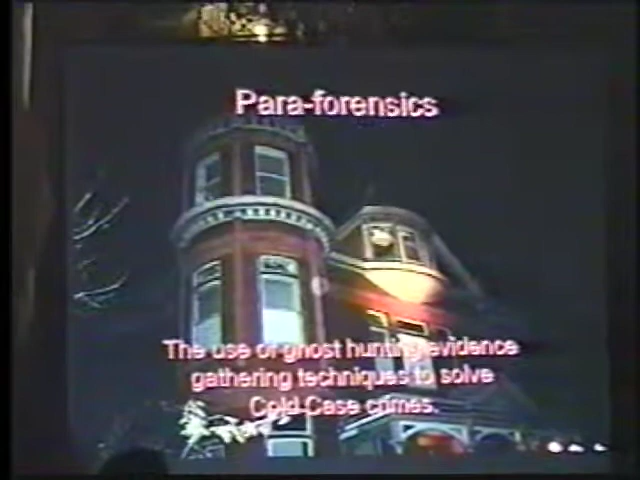 Para-forensics
The use of ghost hunting evidence
gathering techniques to solve
Cold Case crimes.